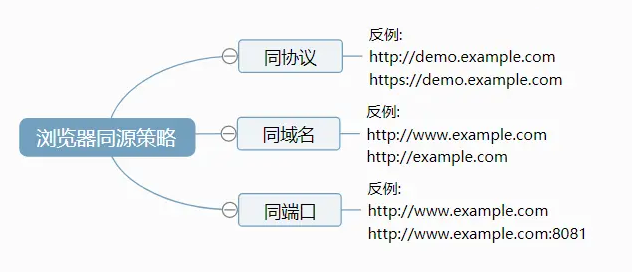 浏览器同源策略
同协议
反例:
http://demo.example.com
https://demo.example.com
同域名
反例:
http://www.example.com
http://example.com
同端口
反例:
http://www.example.com
http://www.example.com:8081